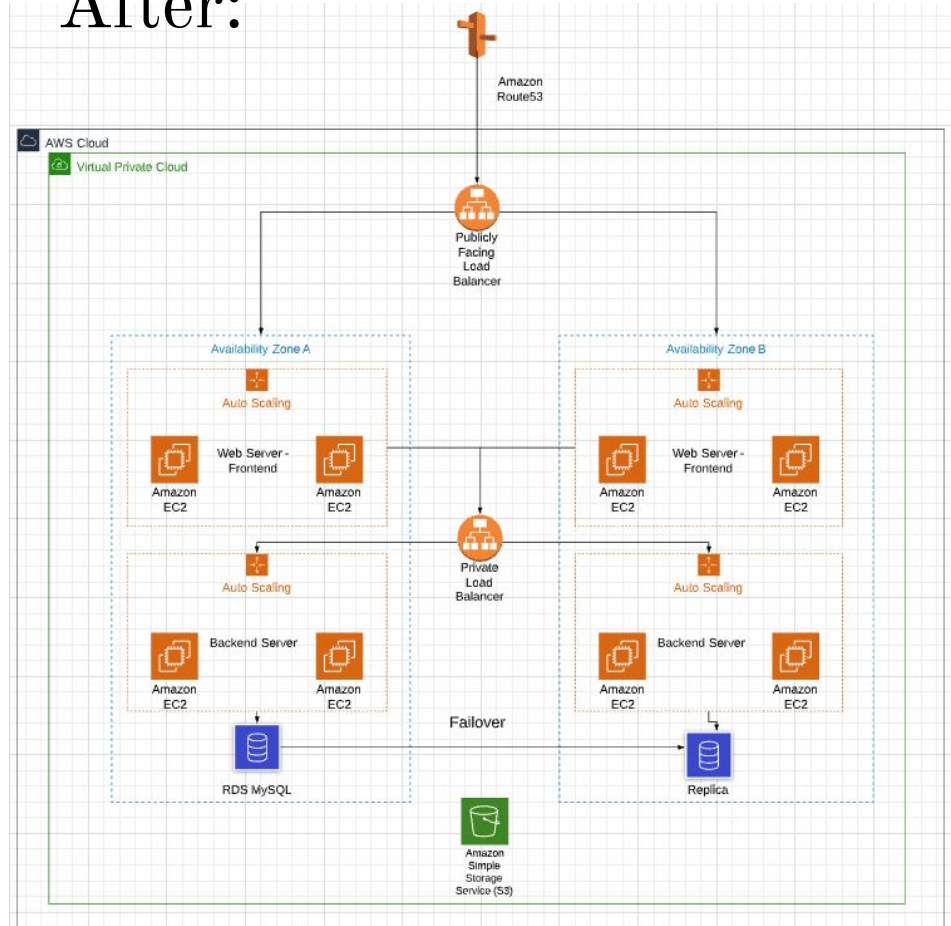 After:
Amazon
Route53
AWS Cloud
Virtual Private Cloud
Publicly
Facing
Load
Balancer
Availability Zone A
Availability Zone B
Auto Scaling
Auto Scaling
Web Server -
Frontend
Web Server -
Frontend
Amazon
EC2
Amazon
EC2
Amazon
EC2
Amazon
EC2
Private
Load
Balancer
Auto Scaling
Auto Scaling
Backend Server
Backend Server
Amazon
EC2
Amazon
EC2
Amazon
EC2
Amazon
EC2
Failover
RDS MySQL
Replica
Amazon
Simple
Storage
Service (S3)